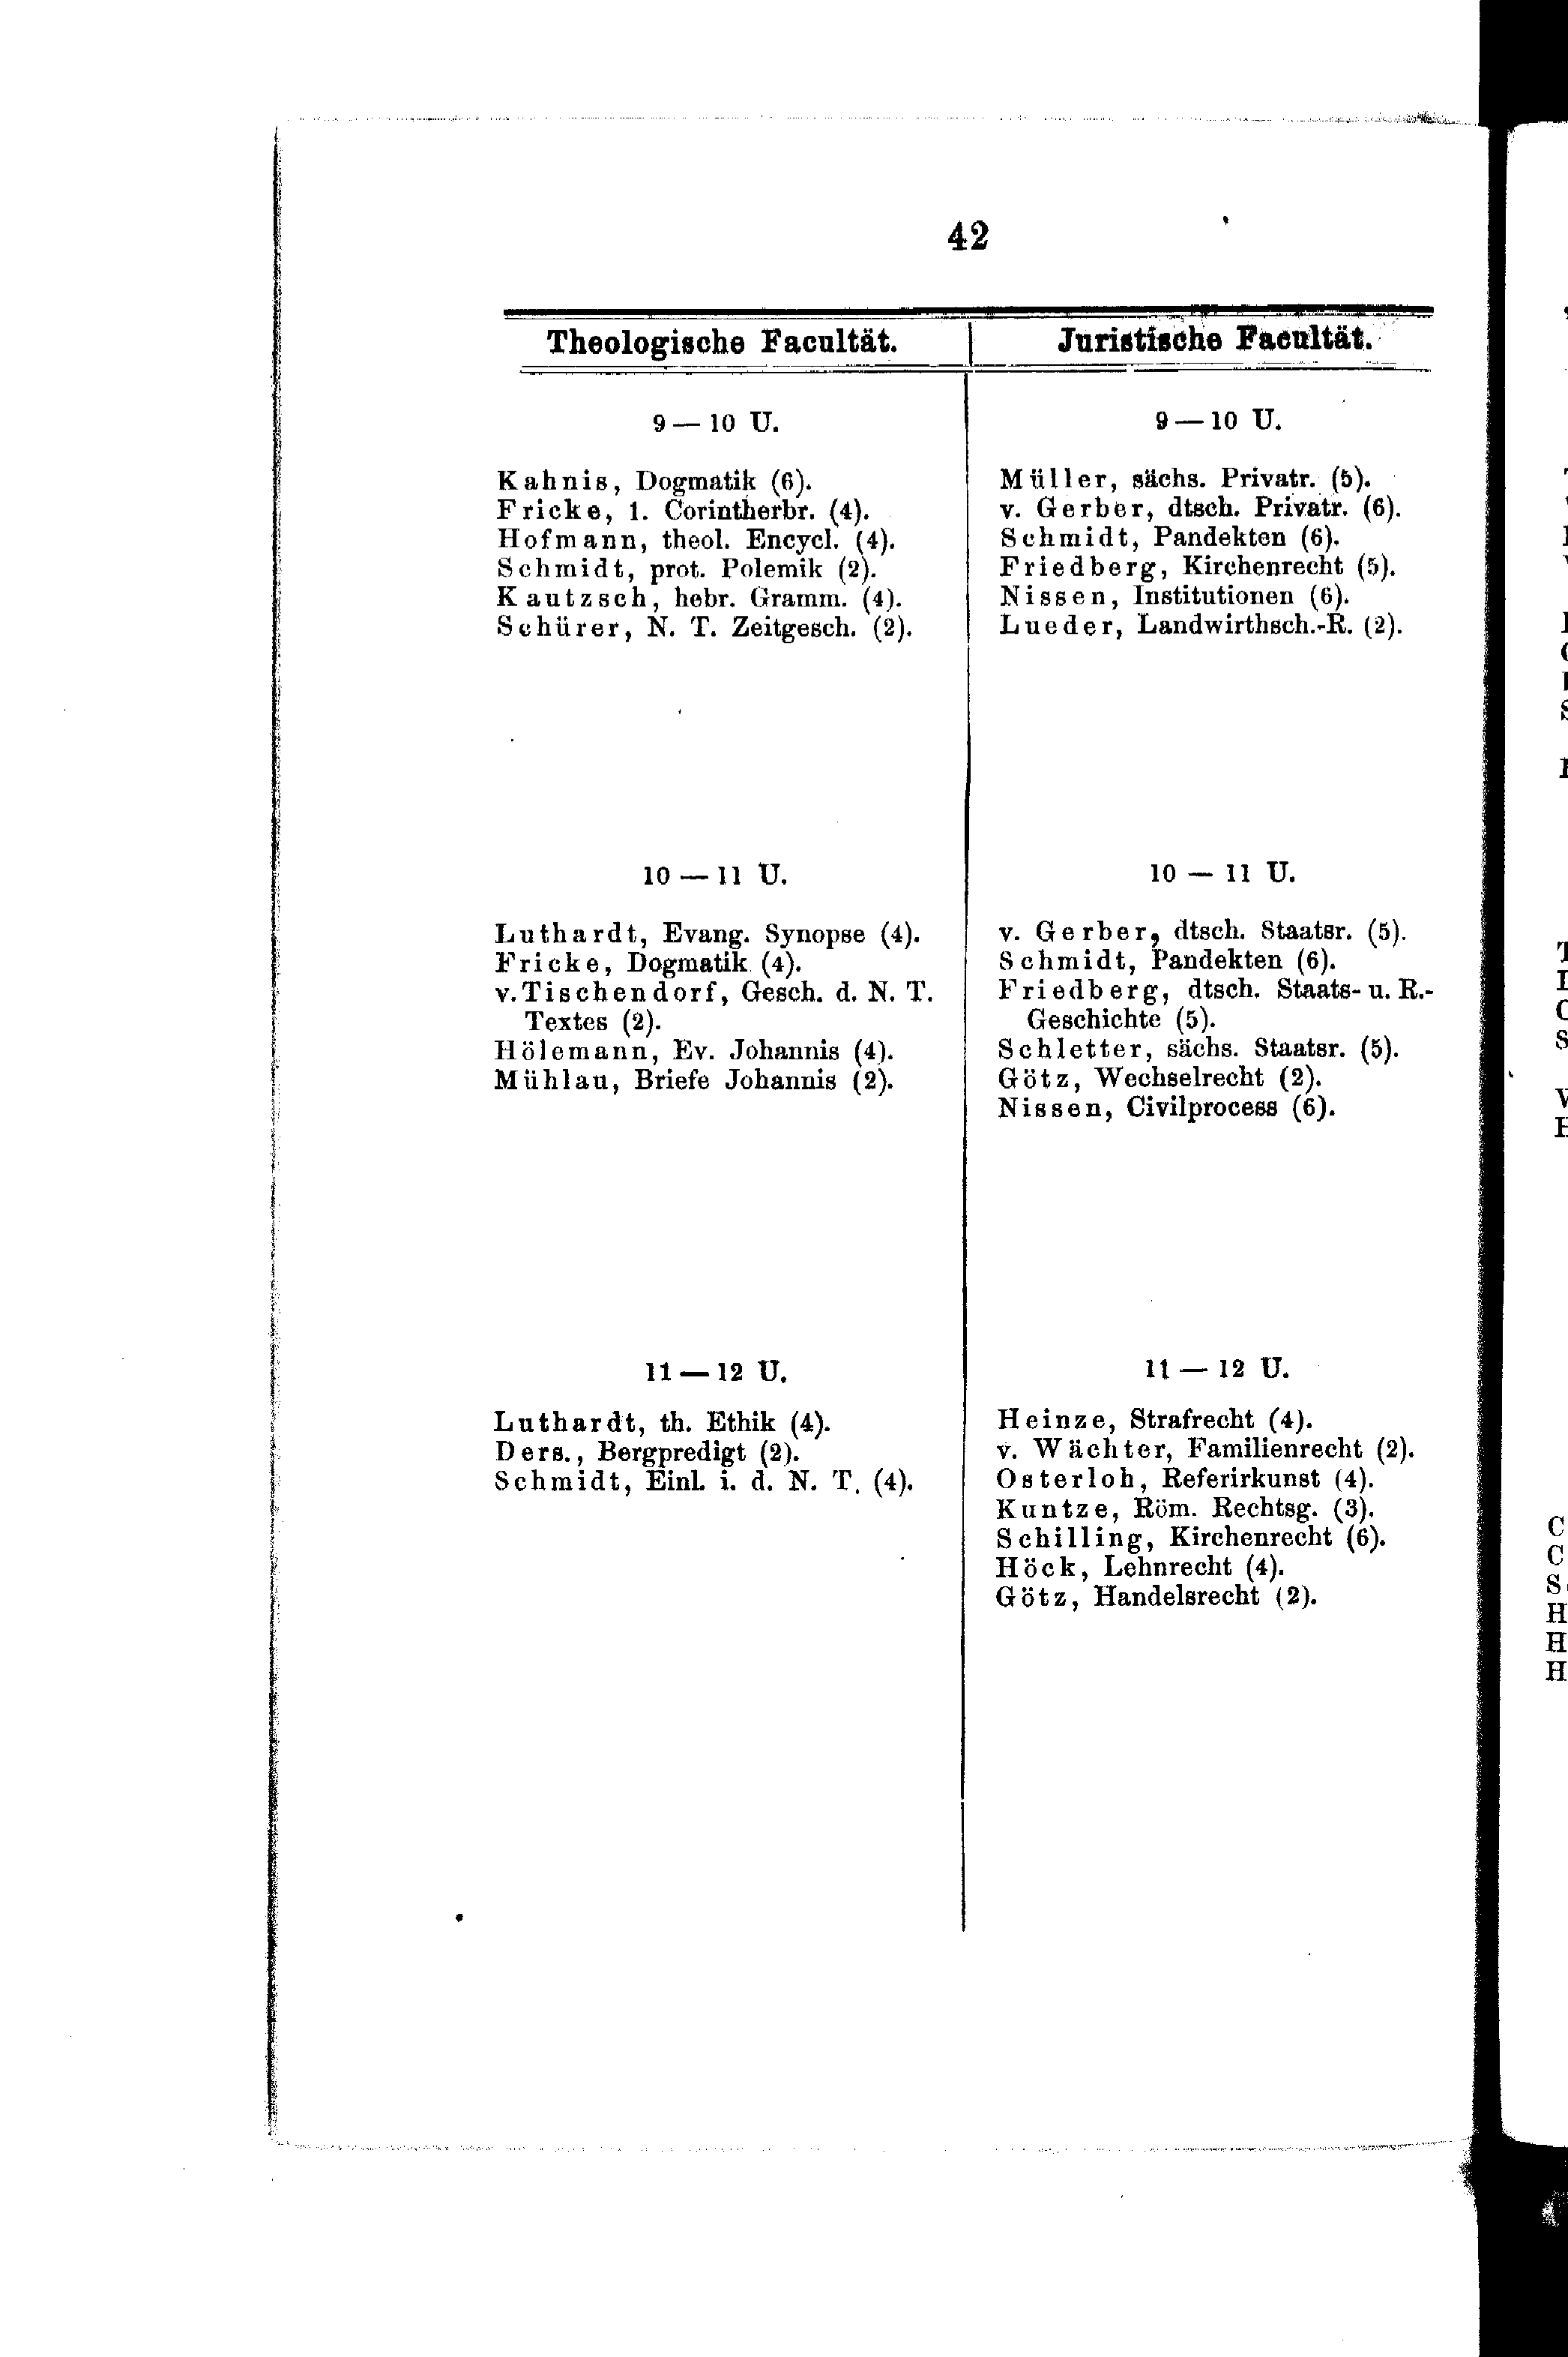 42
Theologische Facultät.
9 — 10 U.
Kahnis, Dogmatik (6).
Fricke, 1. Corintherbr. (4).
Hofmann, theol. Encycl. (4).
Schmidt, prot. Polemik (2).
Kautzsch, hebr. Gramm. (4).
Schürer, N. T. Zeitgesch. (2).
10 — 11 U.
Luthardt, Evang. Synopse (4).
Fricke, Dogmatik (4).
v. Tischendorf, Gesch. d. N. T.
Textes (2).
Hölemann, Ev. Johannis (4).
Mühlau, Briefe Johannis (2).
11 — 12 U.
Luthardt, th. Ethik (4).
Ders., Bergpredigt (2).
Schmidt, Einl. i. d. N. T. (4).
Juristische Facultät.
9 — 10 U.
Müller, sächs. Privatr. (5).
v. Gerber, dtsch. Privatr. (6).
Schmidt, Pandekten (6).
Friedberg, Kirchenrecht (5).
Nissen, Institutionen (6).
Lueder, Landwirthsch.-R. (2).
10 — 11 U.
v. Gerber, dtsch. Staatsr. (5).
Schmidt, Pandekten (6).
Friedberg, dtsch. Staats- u. R.-
Geschichte (5).
Schletter, sächs. Staatsr. (5).
Götz, Wechselrecht (2).
Nissen, Civilprocess (6).
11 — 12 U.
Heinze, Strafrecht (4).
v. Wächter, Familienrecht (2).
Osterloh, Referirkunst (4).
Kuntze, Röm. Rechtsg. (3).
Schilling, Kirchenrecht (6).
Höck, Lehnrecht (4).
Götz, Handelsrecht (2).